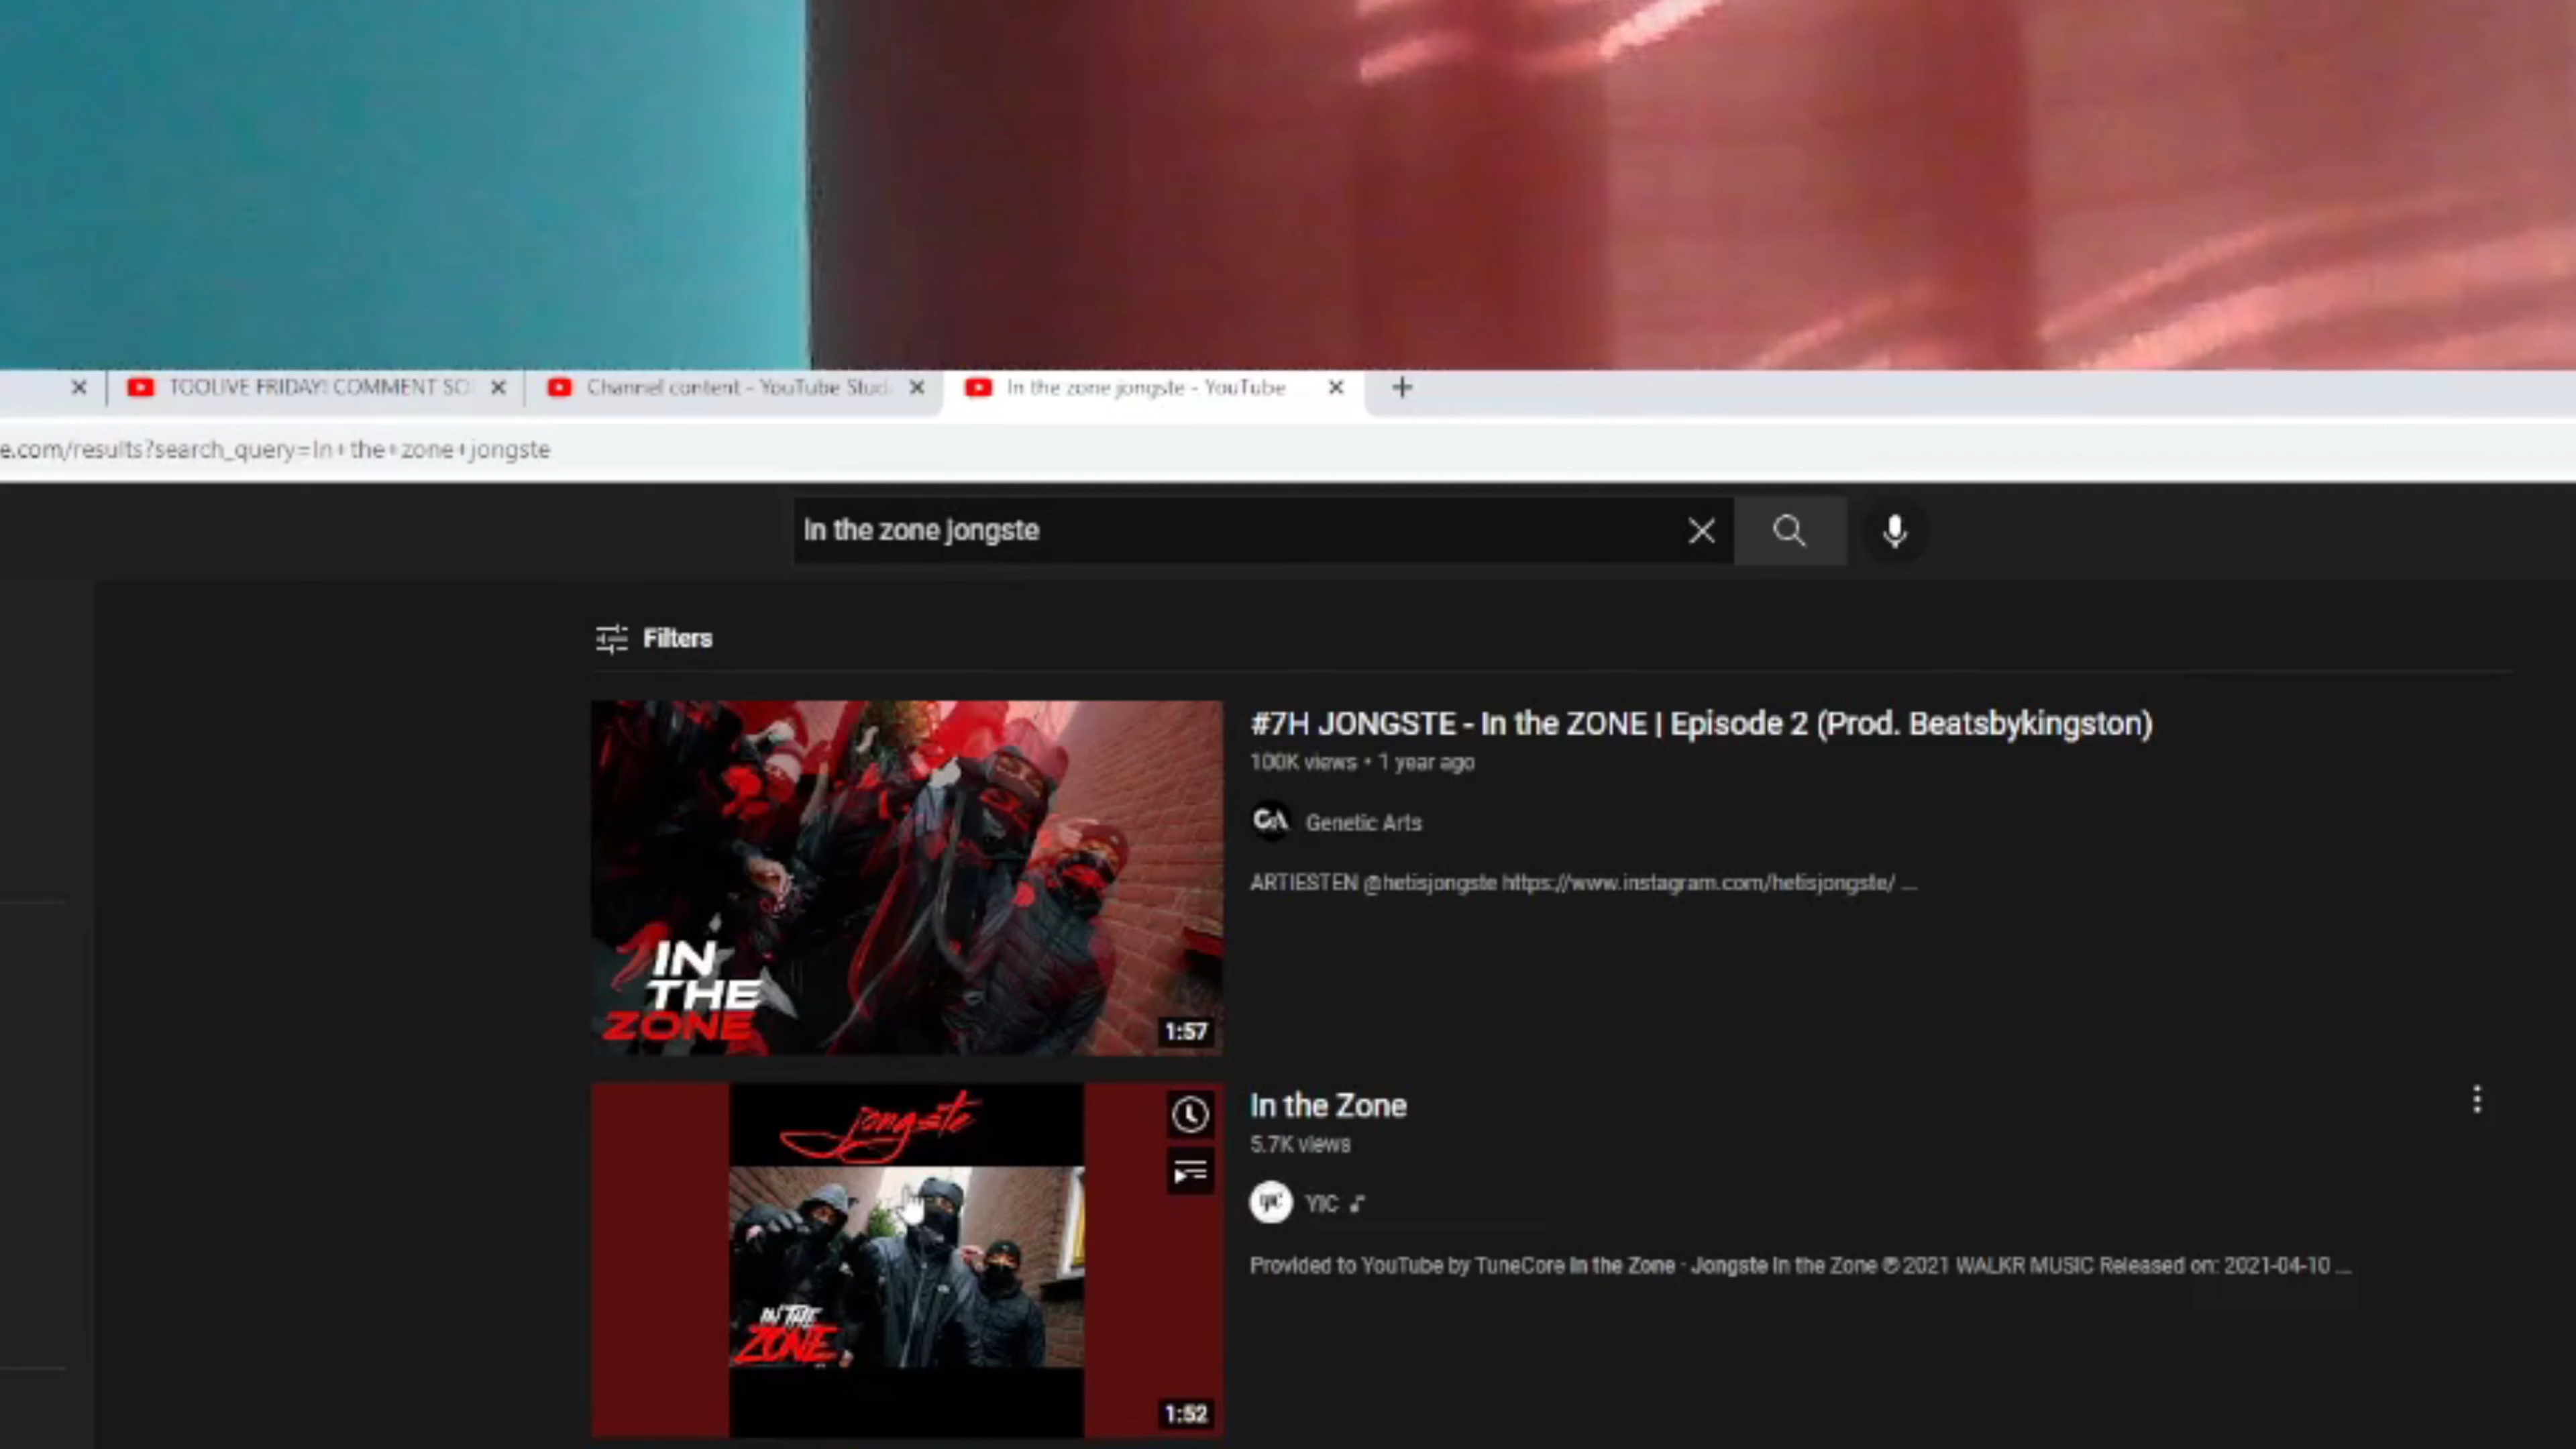 TOOLIVE FRIDAY! COMMENT SO
Channel content - YouTube Stud
In the zone jongste - YouTube
e.com/results?search_query=In+the+zone+jongste
In the zone jongste
Filters
#7H JONGSTE - In the ZONE | Episode 2 (Prod. Beatsbykingston)
100K views • 1 year ago
GA Genetic Arts
ARTIESTEN @hetisjongste https://www.instagram.com/hetisjongste/ ...
IN
THE
ZONE
1:57
jongste
In the Zone
5.7K views
YIC YIC
Provided to YouTube by TuneCore In the Zone · Jongste In the Zone ℗ 2021 WALKR MUSIC Released on: 2021-04-10 ...
IN THE
ZONE
1:52